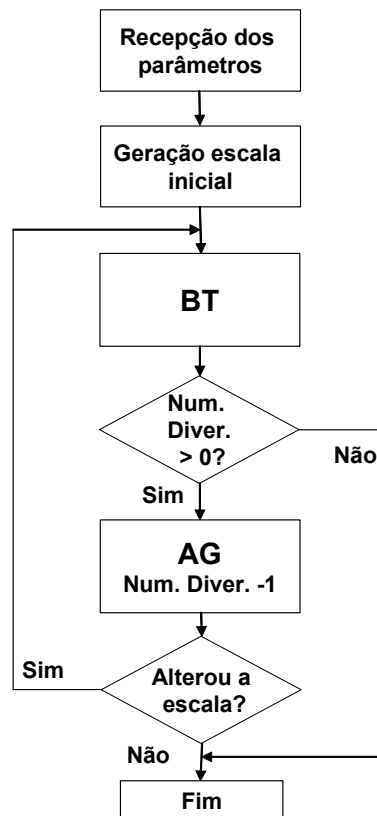 Recepção dos
parâmetros
Geração escala
inicial
BT
Num.
Diver.
> 0?
Não
Sim
AG
Num. Diver. -1
Sim
Alterou a
escala?
Não
Fim